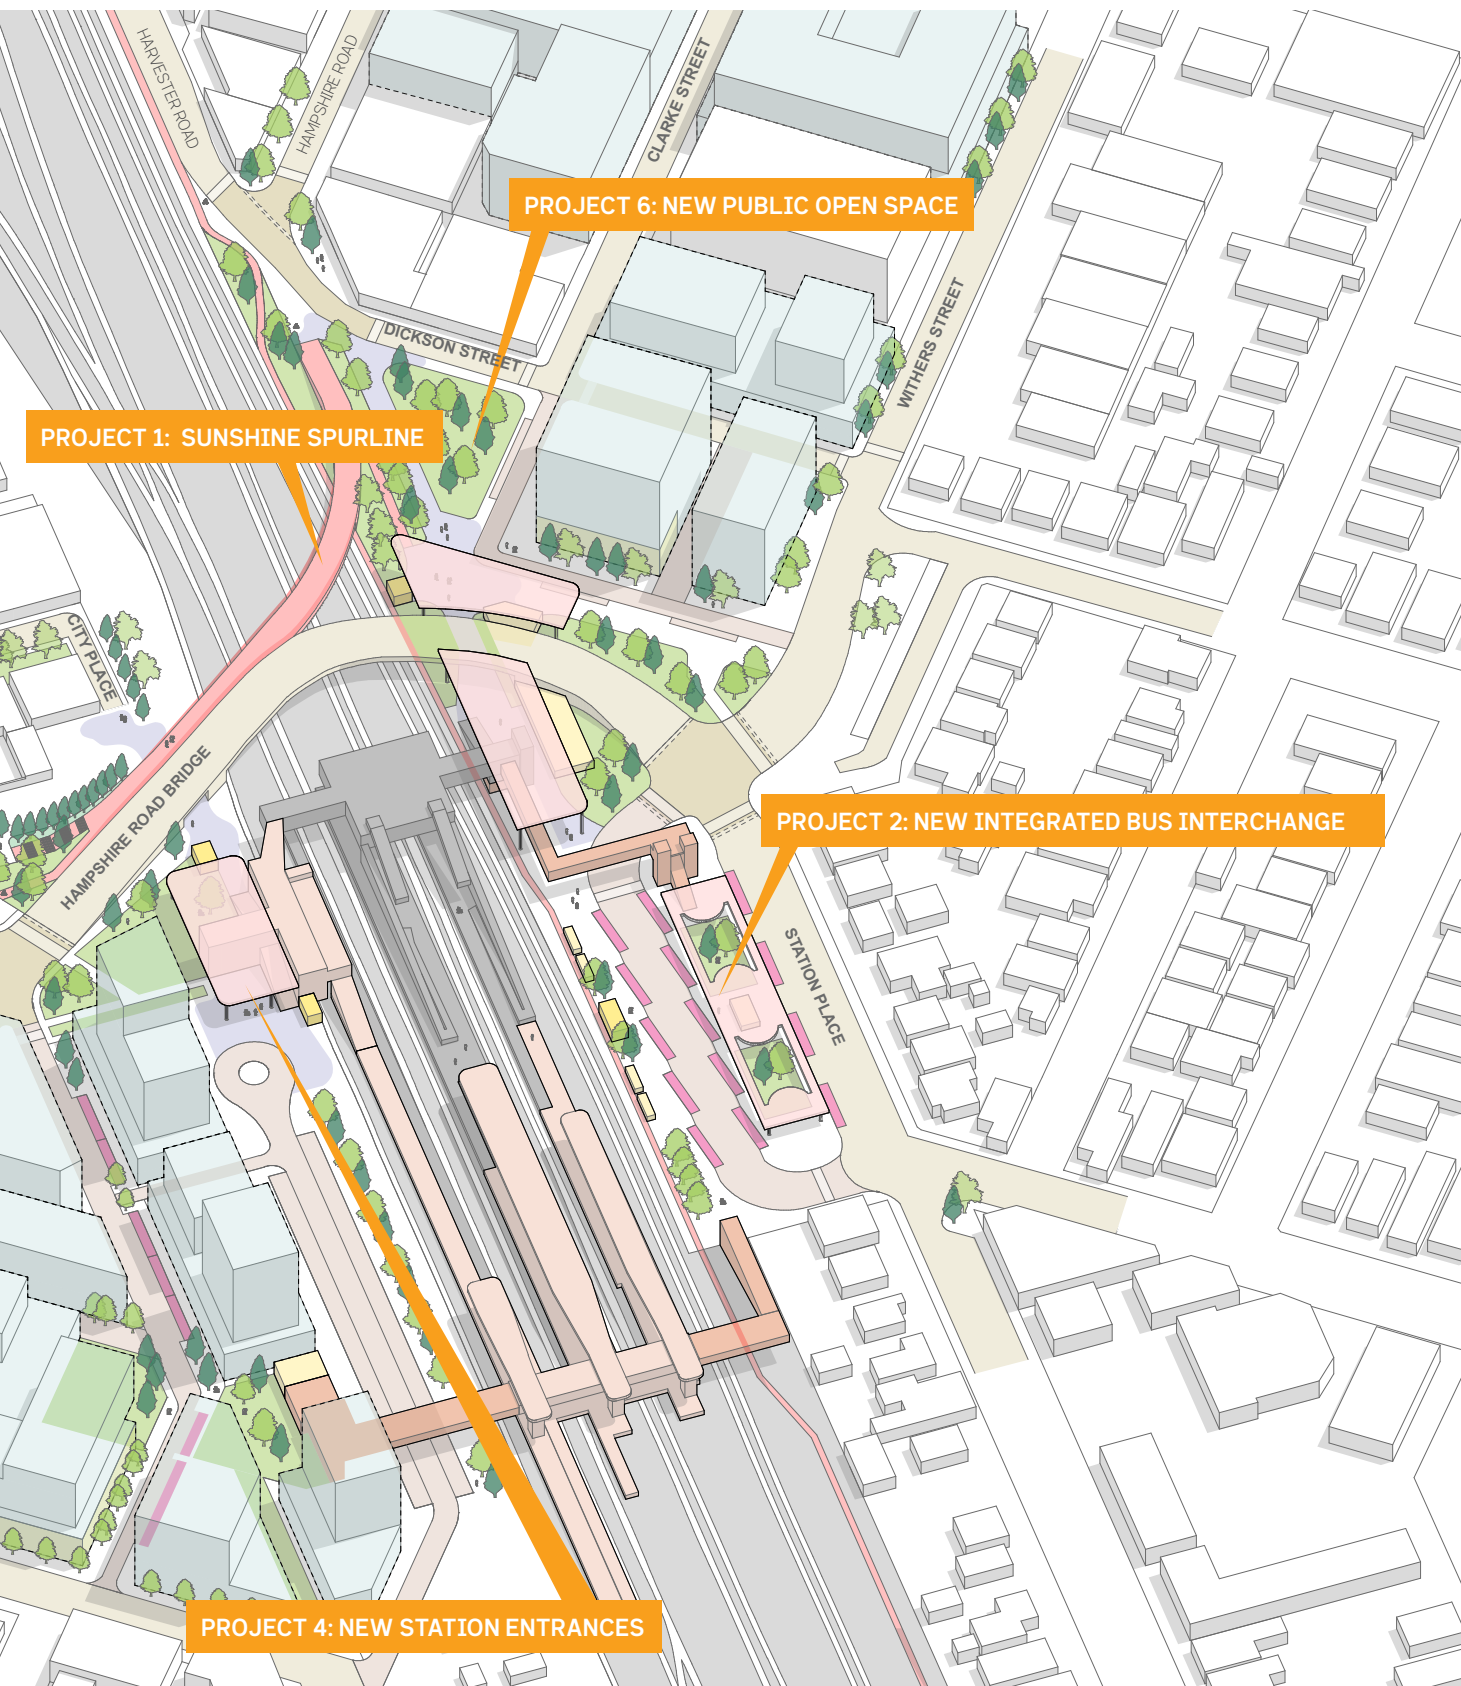 HARVESTER ROAD
HAMPSHIRE ROAD
CLARKE STREET
PROJECT 6: NEW PUBLIC OPEN SPACE
DICKSON STREET
WITHERS STREET
PROJECT 1: SUNSHINE SPURLINE
CITY PLACE
HAMPSHIRE ROAD BRIDGE
PROJECT 2: NEW INTEGRATED BUS INTERCHANGE
STATION PLACE
PROJECT 4: NEW STATION ENTRANCES